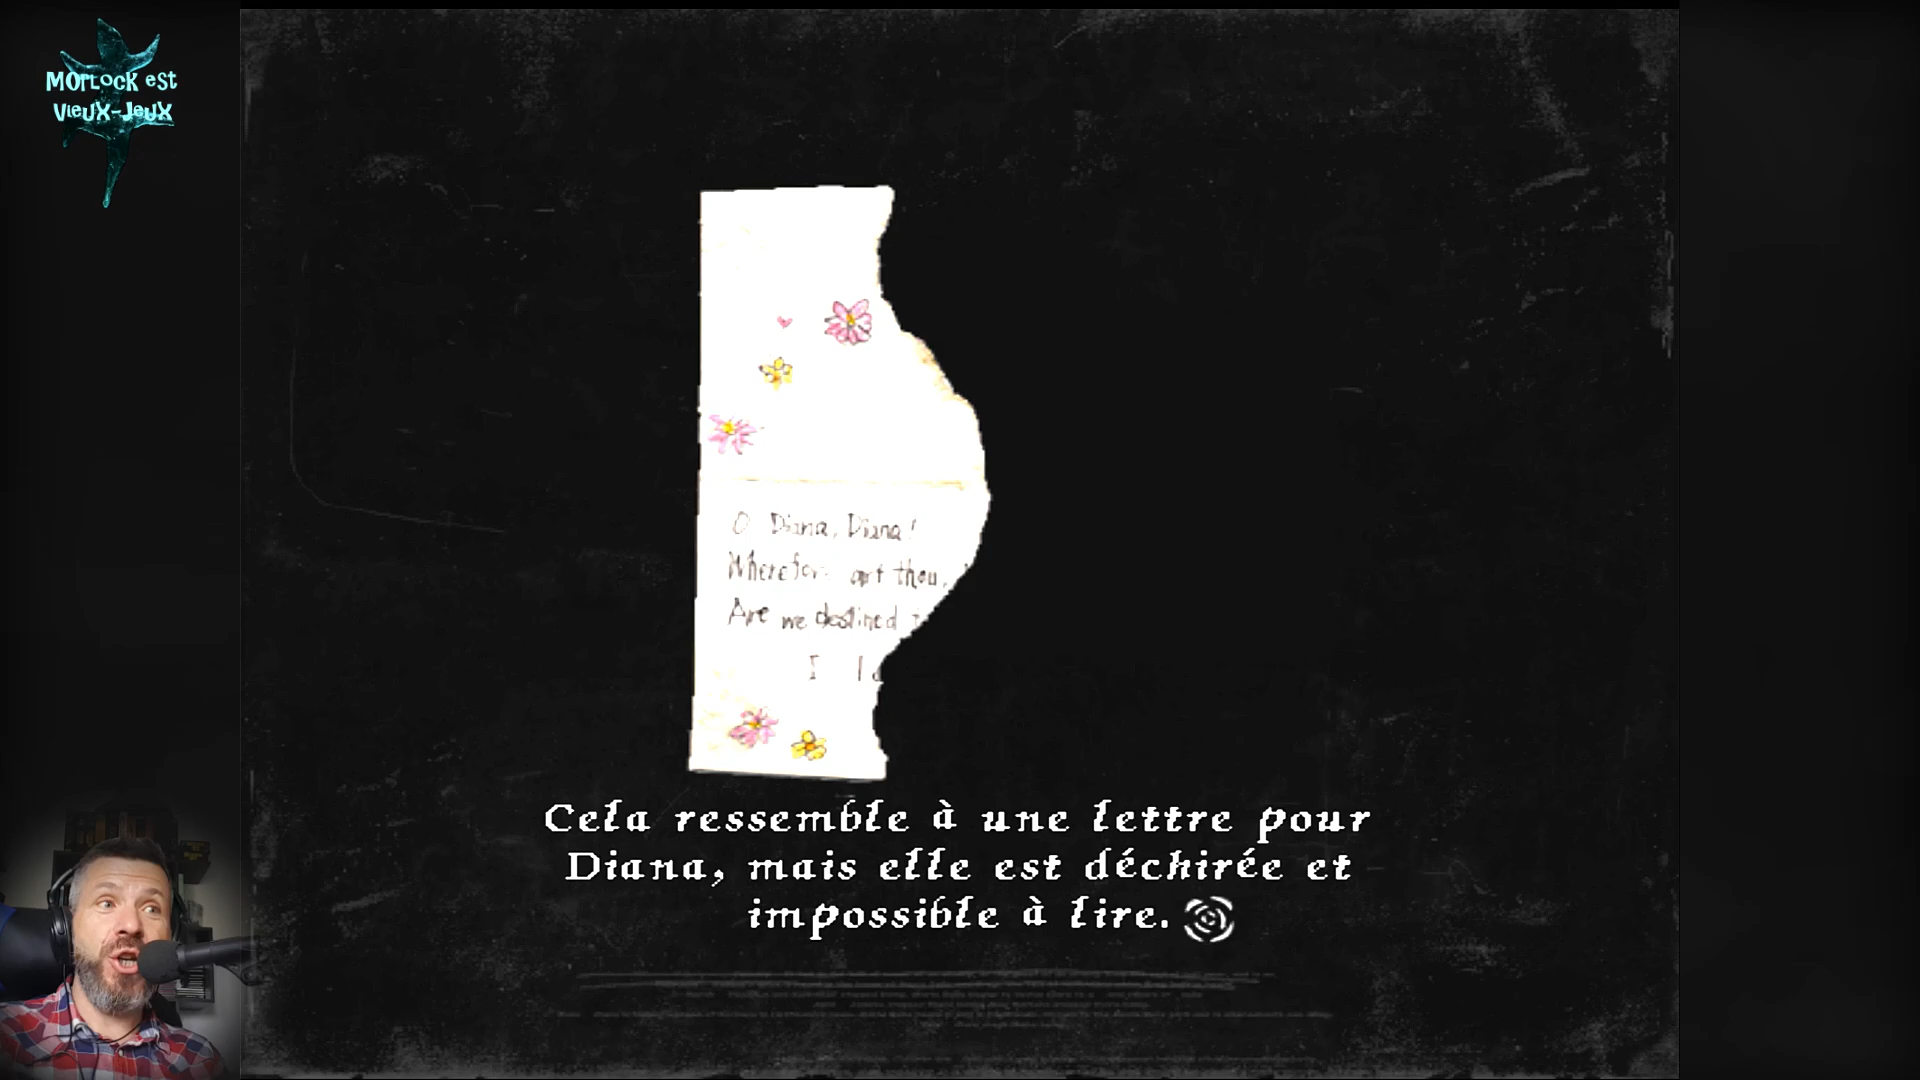 MORLOCK est
Vieux-Jeux
O Diana, Diana!
Wherefore art thou,
Are we destined
I
Cela ressemble à une lettre pour
Diana, mais elle est déchirée et
impossible à lire.